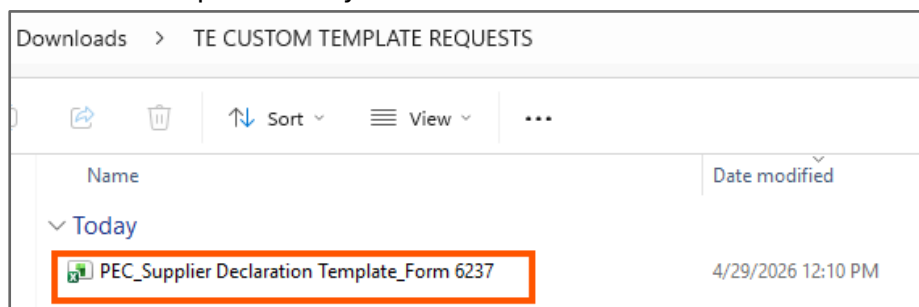 Downloads > TE CUSTOM TEMPLATE REQUESTS
Sort View ...
Name Date modified
Today
PEC_Supplier Declaration Template_Form 6237 4/29/2026 12:10 PM